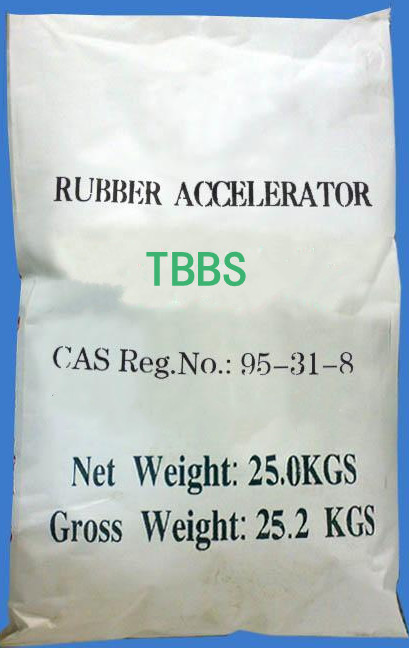 RUBBER ACCELERATOR
TBBS
CAS Reg.No.: 95-31-8
Net Weight: 25.0KGS
Gross Weight: 25.2 KGS